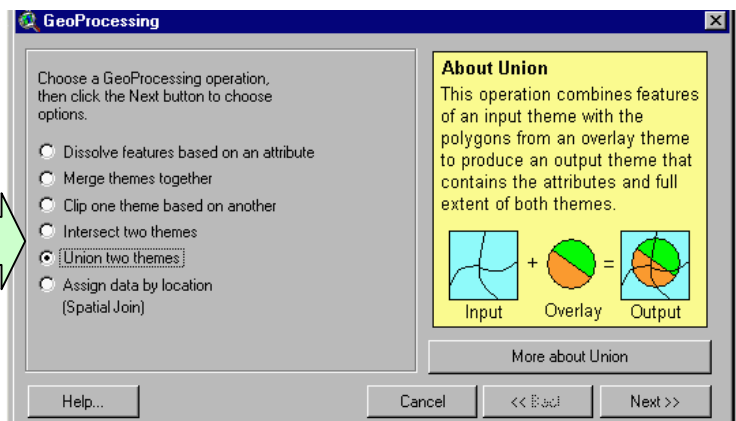 GeoProcessing
Choose a GeoProcessing operation,
then click the Next button to choose
options.
Dissolve features based on an attribute
Merge themes together
Clip one theme based on another
Intersect two themes
Union two themes
Assign data by location
(Spatial Join)
About Union
This operation combines features
of an input theme with the
polygons from an overlay theme
to produce an output theme that
contains the attributes and full
extent of both themes.
+ =
Input Overlay Output
More about Union
Help... Cancel << Back Next >>